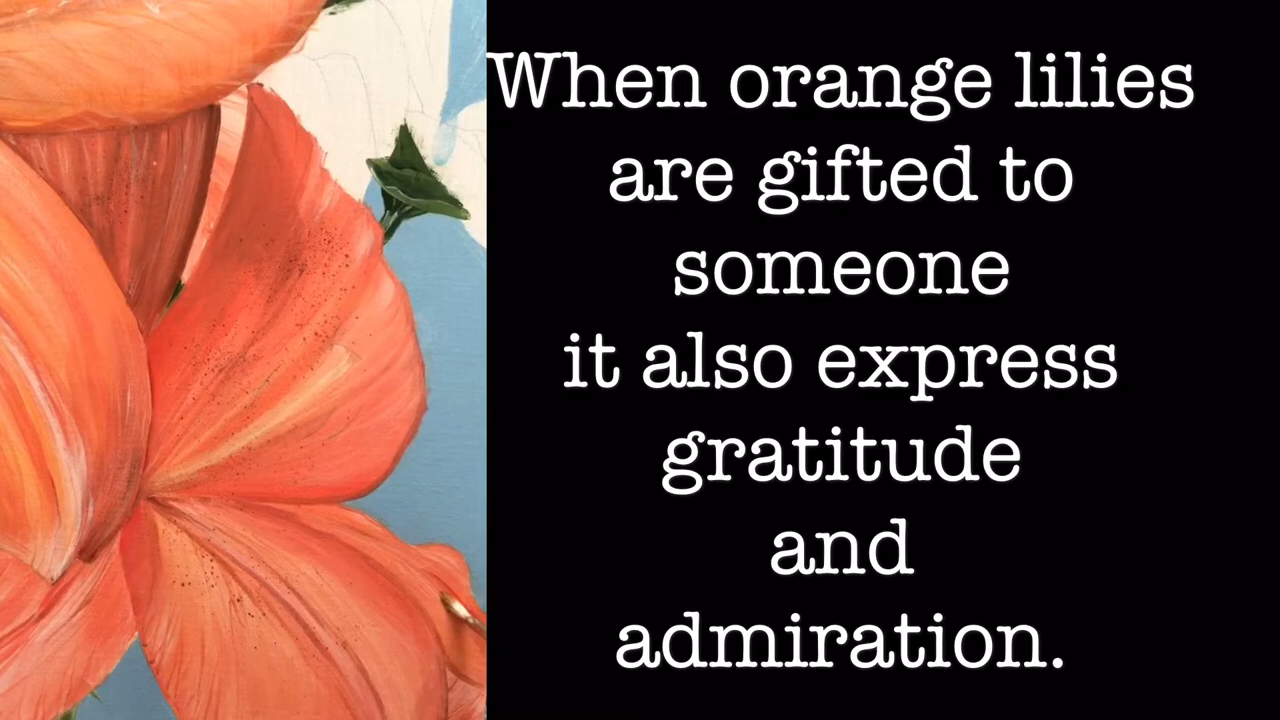 When orange lilies
are gifted to
someone
it also express
gratitude
and
admiration.